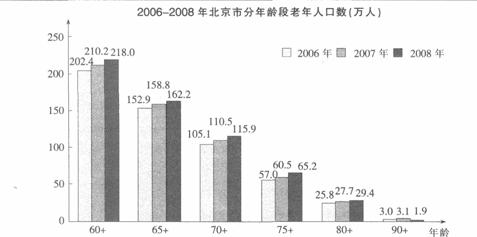 2006-2008 年北京市分年龄段老年人口数(万人)
250
200
150
100
50
0
□ 2006 年 ■ 2007 年 ■ 2008 年
202.4 210.2 218.0
152.9 158.8 162.2
105.1 110.5 115.9
57.0 60.5 65.2
25.8 27.7 29.4
3.0 3.1 1.9
60+ 65+ 70+ 75+ 80+ 90+ 年龄